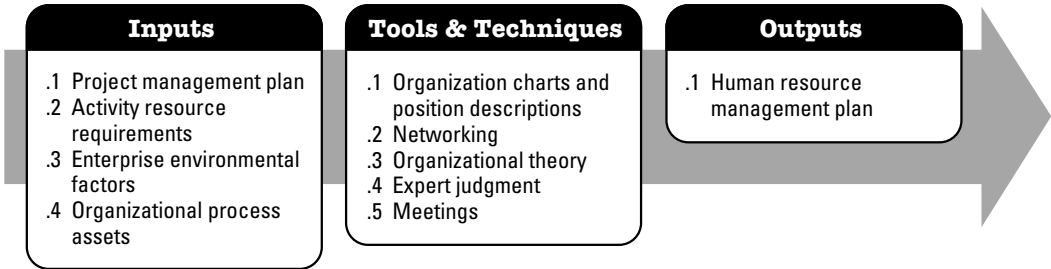 Inputs
.1 Project management plan
.2 Activity resource
requirements
.3 Enterprise environmental
factors
.4 Organizational process
assets
Tools & Techniques
.1 Organization charts and
position descriptions
.2 Networking
.3 Organizational theory
.4 Expert judgment
.5 Meetings
Outputs
.1 Human resource
management plan